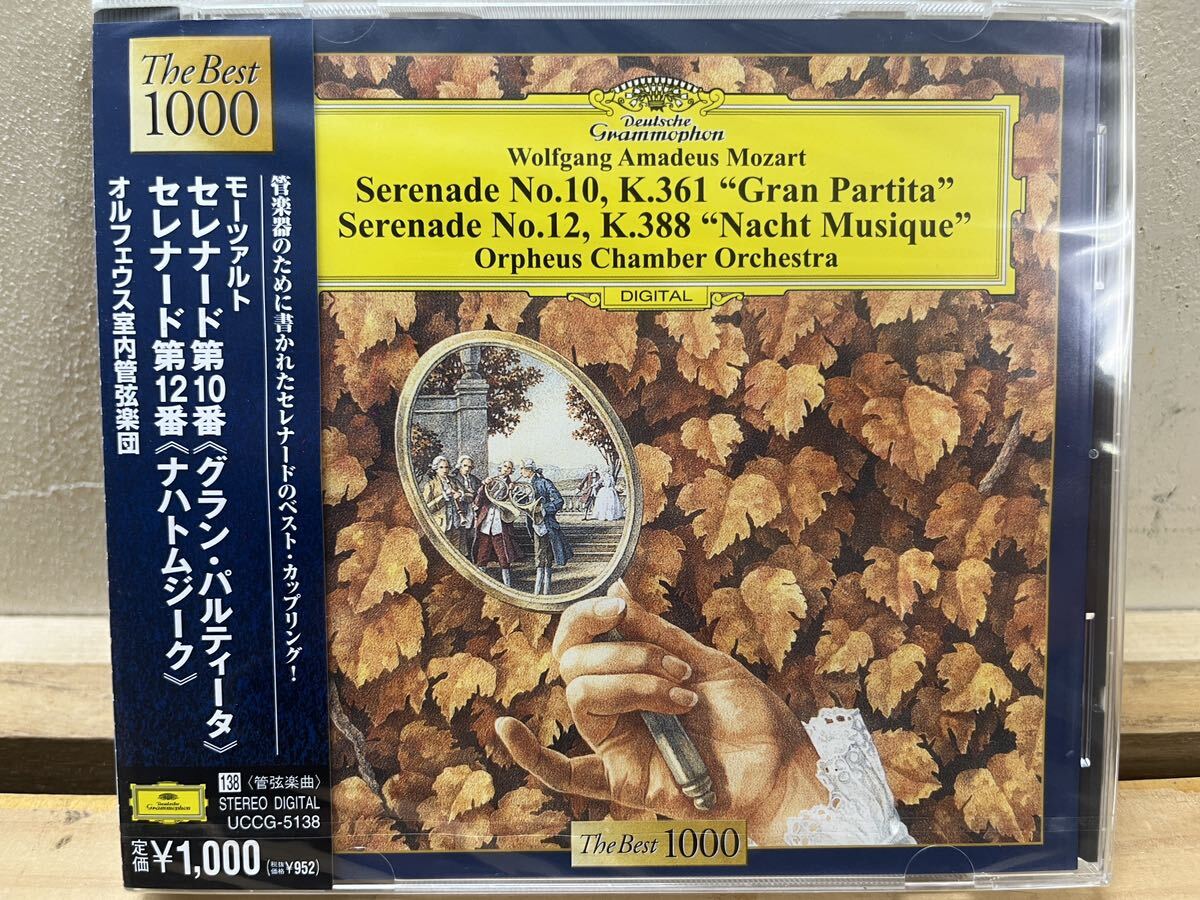 The Best
1000
管楽器のために書かれたセレナードのベスト・カップリング！
モーツァルト
セレナード第10番《グラン・パルティータ》
セレナード第12番《ナハトムジーク》
オルフェウス室内管弦楽団
Deutsche
Grammophon
138〈管弦楽曲〉
STEREO DIGITAL
UCCG-5138
定価¥1,000(税抜価格¥952)
Deutsche
Grammophon
Wolfgang Amadeus Mozart
Serenade No.10, K.361 “Gran Partita”
Serenade No.12, K.388 “Nacht Musique”
Orpheus Chamber Orchestra
DIGITAL
The Best 1000